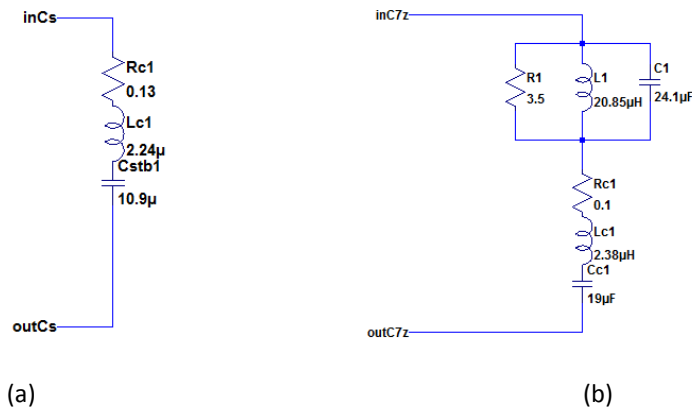 inCs
Rc1
0.13
Lc1
2.24µ
Cstb1
10.9µ
outCs
(a)
inC7z
R1
3.5
L1
20.85µH
C1
24.1µF
Rc1
0.1
Lc1
2.38µH
Cc1
19µF
outC7z
(b)